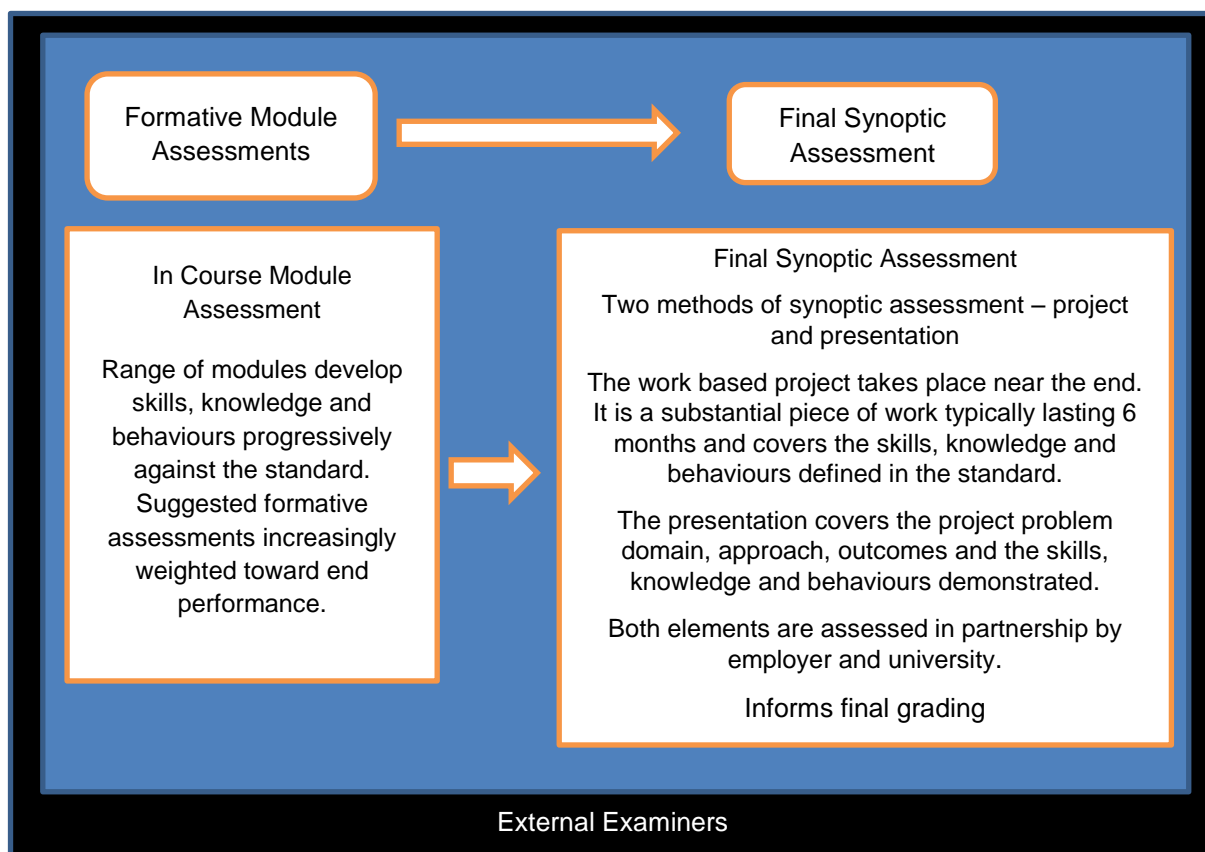 Formative Module
Assessments
Final Synoptic
Assessment
In Course Module
Assessment
Range of modules develop
skills, knowledge and
behaviours progressively
against the standard.
Suggested formative
assessments increasingly
weighted toward end
performance.
Final Synoptic Assessment
Two methods of synoptic assessment – project
and presentation
The work based project takes place near the end.
It is a substantial piece of work typically lasting 6
months and covers the skills, knowledge and
behaviours defined in the standard.
The presentation covers the project problem
domain, approach, outcomes and the skills,
knowledge and behaviours demonstrated.
Both elements are assessed in partnership by
employer and university.
Informs final grading
External Examiners